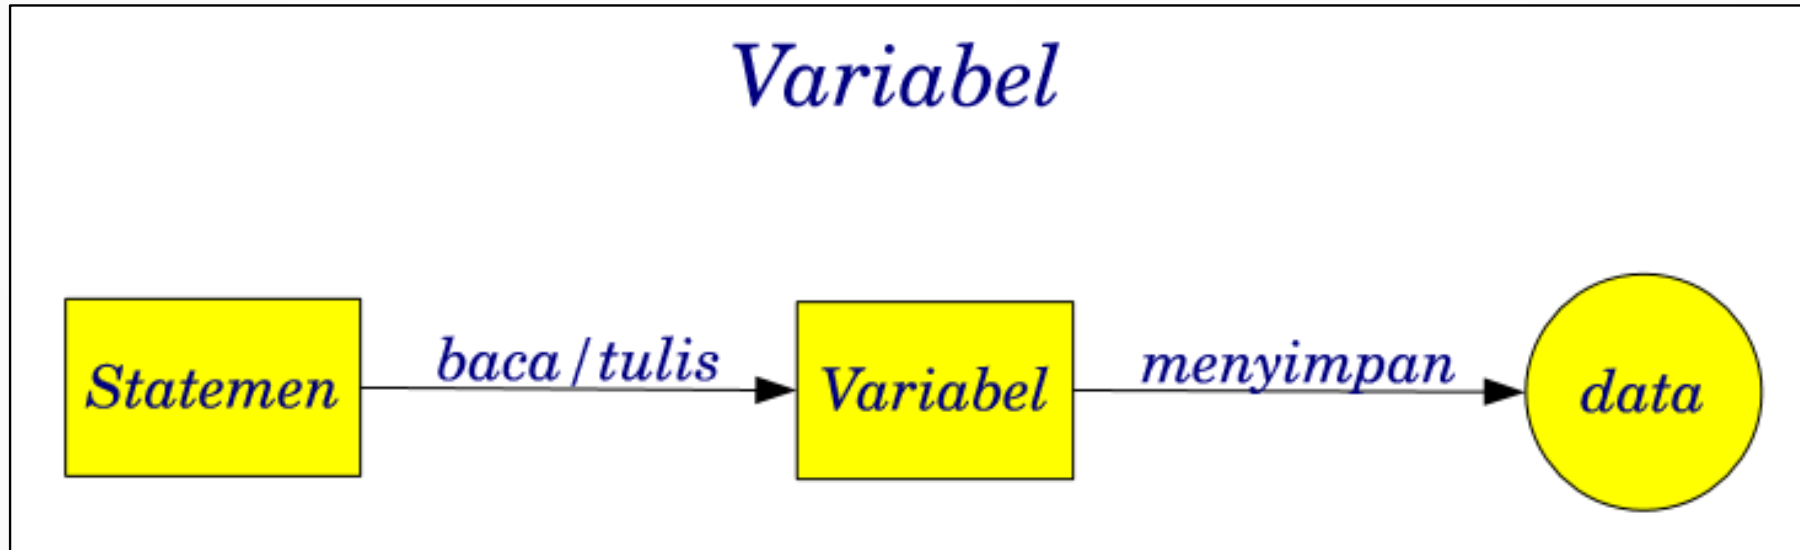 Variabel
Statemen
baca/tulis
Variabel
menyimpan
data